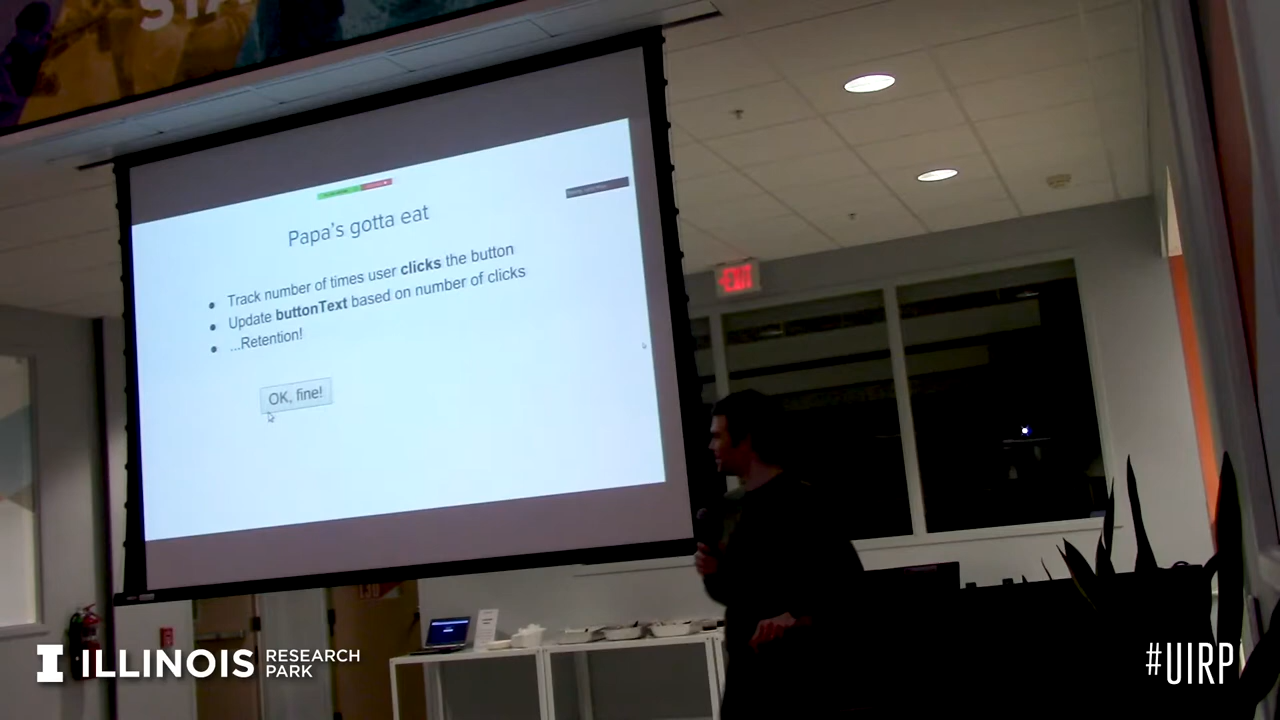 STA
Papa's gotta eat
Track number of times user clicks the button
Update buttonText based on number of clicks
...Retention!
OK, fine!
EXIT
ILLINOIS RESEARCH PARK
#UIRP